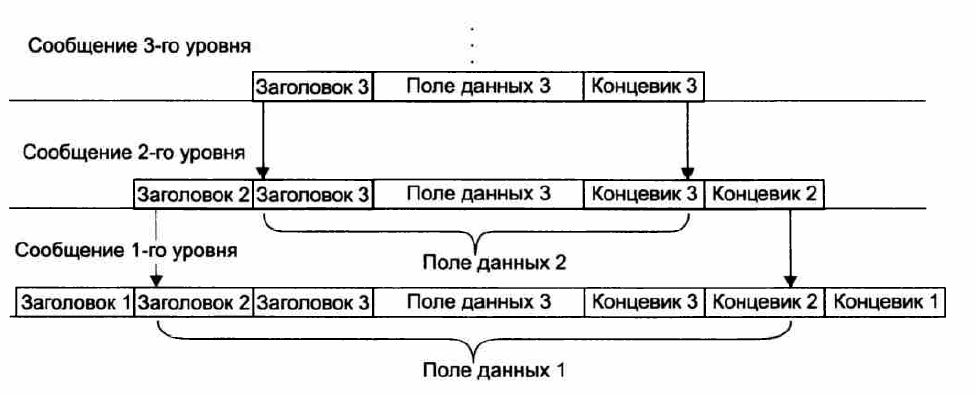 Сообщение 3-го уровня
Заголовок 3 Поле данных 3 Концевик 3
Сообщение 2-го уровня
Заголовок 2 Заголовок 3 Поле данных 3 Концевик 3 Концевик 2
Поле данных 2
Сообщение 1-го уровня
Заголовок 1 Заголовок 2 Заголовок 3 Поле данных 3 Концевик 3 Концевик 2 Концевик 1
Поле данных 1